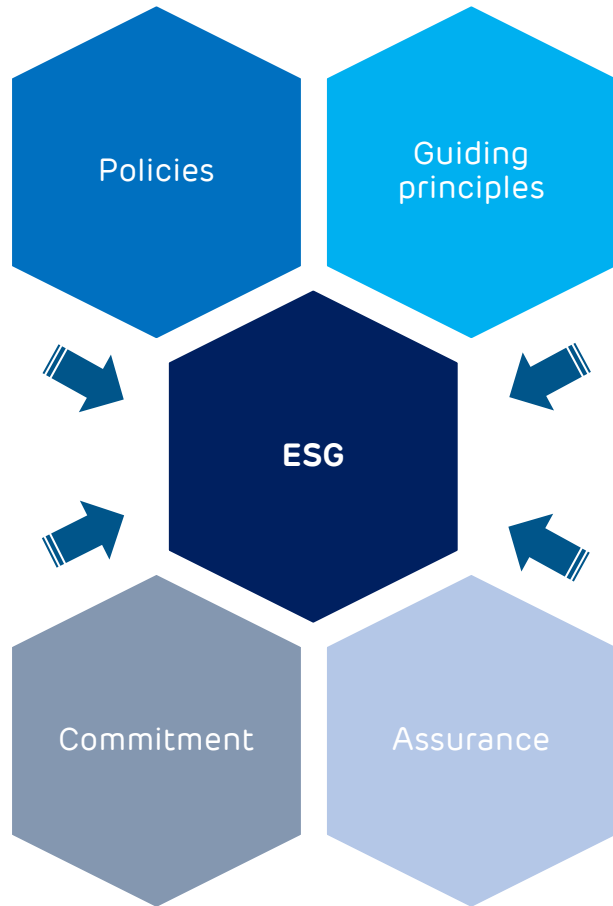 Policies
Guiding
principles
ESG
Commitment
Assurance